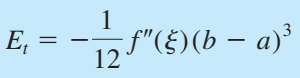 E_t = -\frac{1}{12} f''(\xi)(b - a)^3